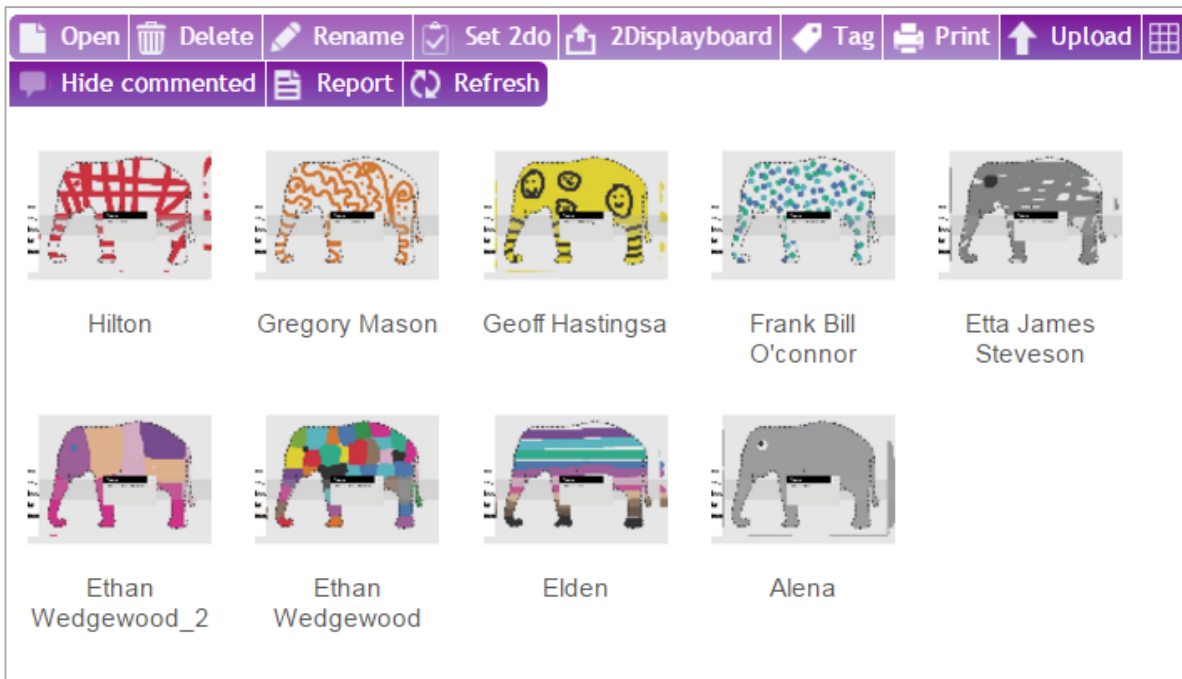 Open Delete Rename Set 2do 2Displayboard Tag Print Upload
Hide commented Report Refresh
Hilton
Gregory Mason
Geoff Hastingsa
Frank Bill
O'connor
Etta James
Steveson
Ethan
Wedgewood_2
Ethan
Wedgewood
Elden
Alena